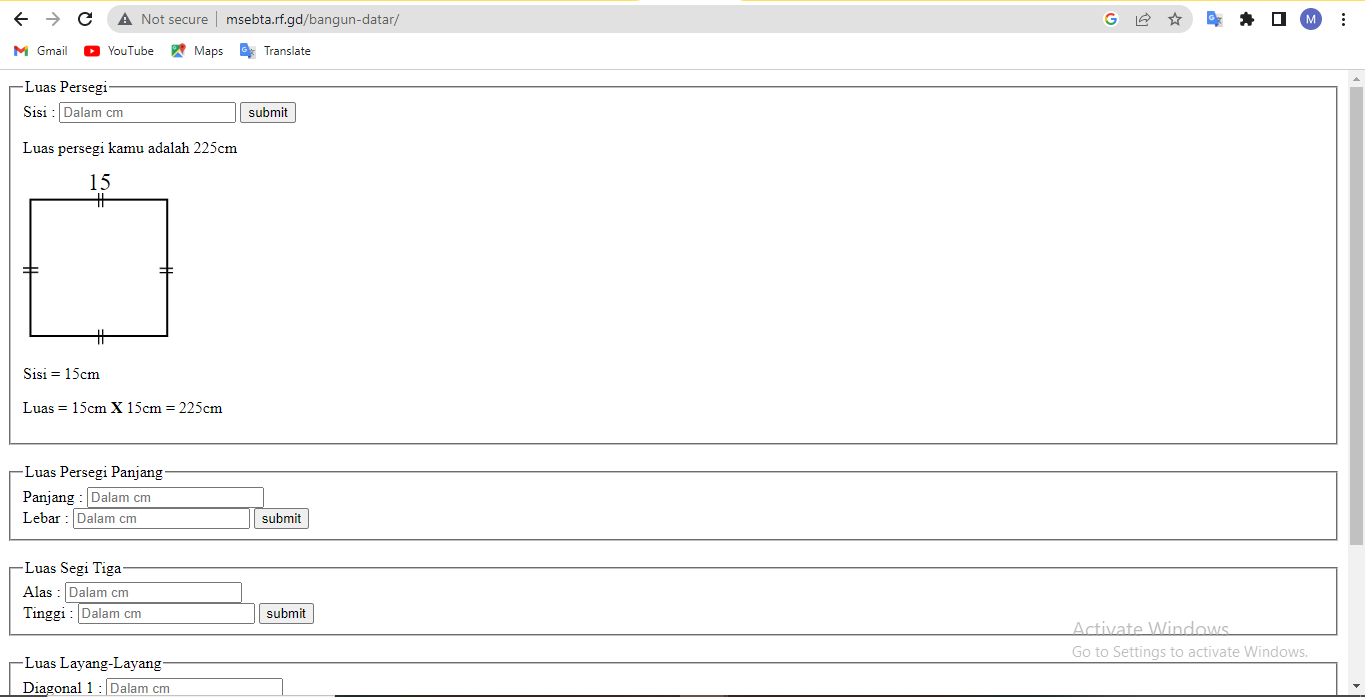 Not secure msebta.rf.gd/bangun-datar/ M
Gmail YouTube Maps Translate
Luas Persegi
Sisi : Dalam cm submit
Luas persegi kamu adalah 225cm
15
Sisi = 15cm
Luas = 15cm X 15cm = 225cm
Luas Persegi Panjang
Panjang : Dalam cm
Lebar : Dalam cm submit
Luas Segi Tiga
Alas : Dalam cm
Tinggi : Dalam cm submit
Activate Windows
Go to Settings to activate Windows.
Luas Layang-Layang
Diagonal 1 : Dalam cm